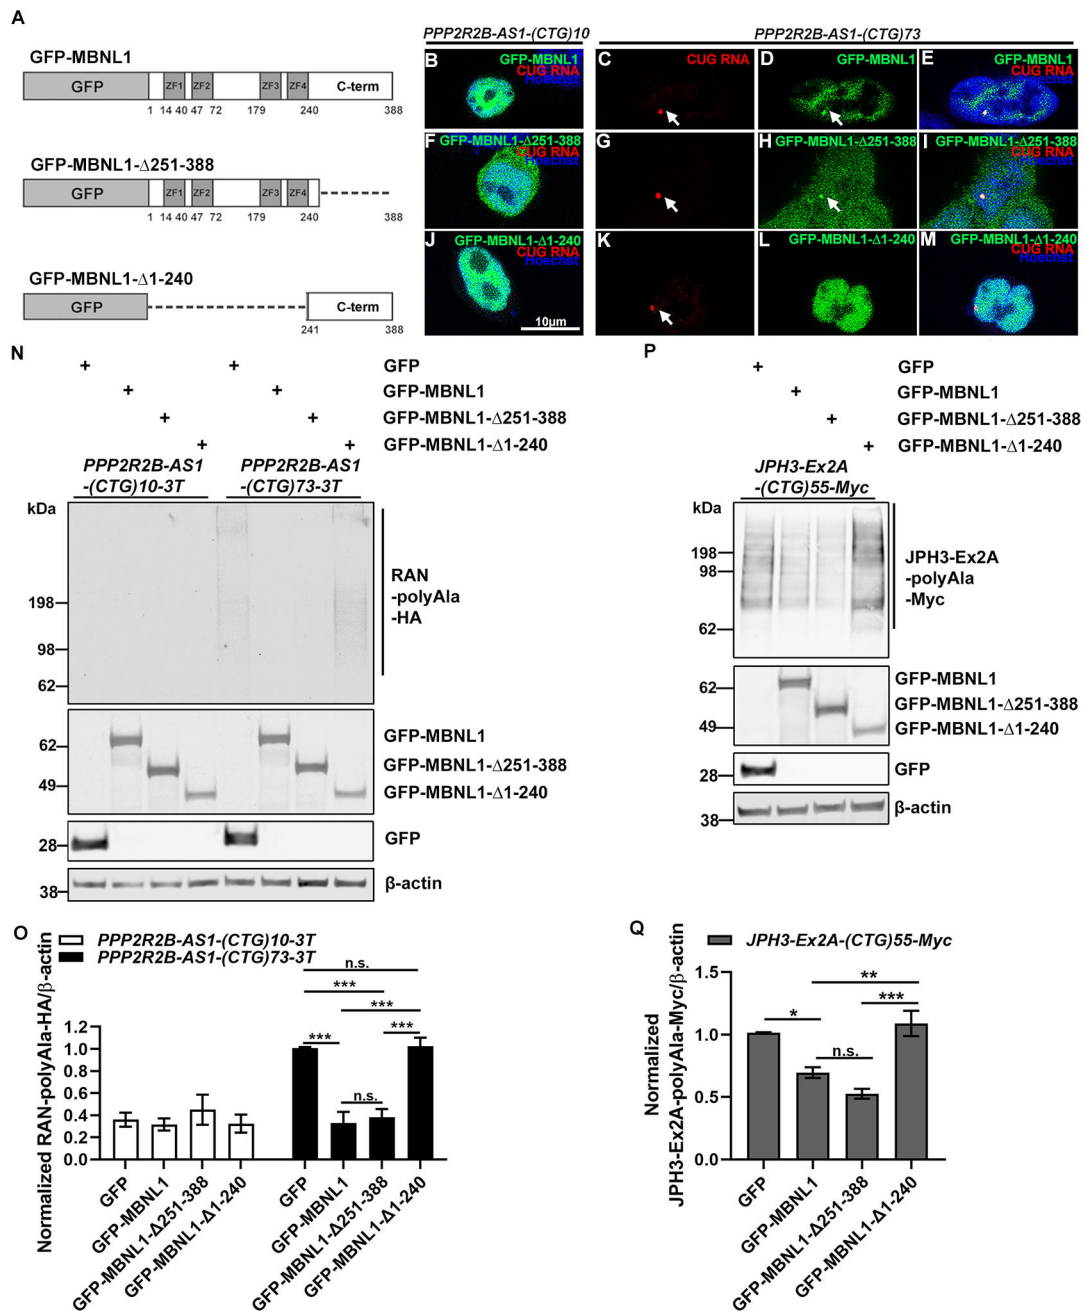 A
GFP-MBNL1
GFP
ZF1
ZF2
ZF3
ZF4
C-term
1 14 40 47 72 179 240 388
GFP-MBNL1-Δ251-388
GFP
ZF1
ZF2
ZF3
ZF4
1 14 40 47 72 179 240 388
GFP-MBNL1-Δ1-240
GFP
C-term
241 388
PPP2R2B-AS1-(CTG)10
PPP2R2B-AS1-(CTG)73
B
GFP-MBNL1
CUG RNA
Hoechst
C
CUG RNA
D
GFP-MBNL1
E
GFP-MBNL1
CUG RNA
Hoechst
F
GFP-MBNL1-Δ251-388
CUG RNA
Hoechst
G
H
GFP-MBNL1-Δ251-388
I
GFP-MBNL1-Δ251-388
CUG RNA
Hoechst
J
GFP-MBNL1-Δ1-240
CUG RNA
Hoechst
10μm
K
L
GFP-MBNL1-Δ1-240
M
GFP-MBNL1-Δ1-240
CUG RNA
Hoechst
N
+ + GFP
+ + GFP-MBNL1
+ + GFP-MBNL1-Δ251-388
+ + GFP-MBNL1-Δ1-240
PPP2R2B-AS1
-(CTG)10-3T
PPP2R2B-AS1
-(CTG)73-3T
kDa
198
98
62
RAN
-polyAla
-HA
62
49
GFP-MBNL1
GFP-MBNL1-Δ251-388
GFP-MBNL1-Δ1-240
28
GFP
38
β-actin
P
+ GFP
+ GFP-MBNL1
+ GFP-MBNL1-Δ251-388
+ GFP-MBNL1-Δ1-240
JPH3-Ex2A
-(CTG)55-Myc
kDa
198
98
62
JPH3-Ex2A
-polyAla
-Myc
62
49
GFP-MBNL1
GFP-MBNL1-Δ251-388
GFP-MBNL1-Δ1-240
28
GFP
38
β-actin
O
PPP2R2B-AS1-(CTG)10-3T
PPP2R2B-AS1-(CTG)73-3T
Normalized RAN-polyAla-HA/β-actin
1.2
1.0
0.8
0.6
0.4
0.2
0.0
n.s.
***
***
***
***
n.s.
GFP
GFP-MBNL1
GFP-MBNL1-Δ251-388
GFP-MBNL1-Δ1-240
GFP
GFP-MBNL1
GFP-MBNL1-Δ251-388
GFP-MBNL1-Δ1-240
Q
JPH3-Ex2A-(CTG)55-Myc
Normalized
JPH3-Ex2A-polyAla-Myc/β-actin
1.5
1.0
0.5
0.0
**
***
*
n.s.
GFP
GFP-MBNL1
GFP-MBNL1-Δ251-388
GFP-MBNL1-Δ1-240